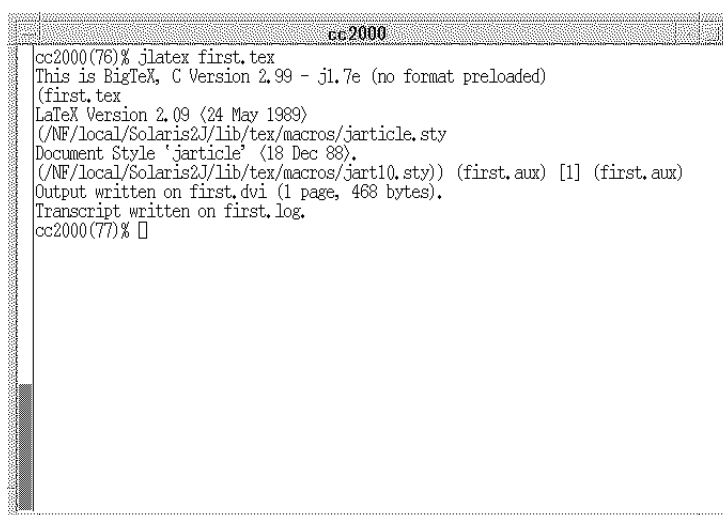 cc2000
cc2000(76)% jlatex first.tex
This is BigTeX, C Version 2.99 - j1.7e (no format preloaded)
(first.tex
LaTeX Version 2.09 <24 May 1989>
(/NF/local/Solaris2J/lib/tex/macros/jarticle.sty
Document Style `jarticle' <18 Dec 88>.
(/NF/local/Solaris2J/lib/tex/macros/jart10.sty)) (first.aux) [1] (first.aux)
Output written on first.dvi (1 page, 468 bytes).
Transcript written on first.log.
cc2000(77)%